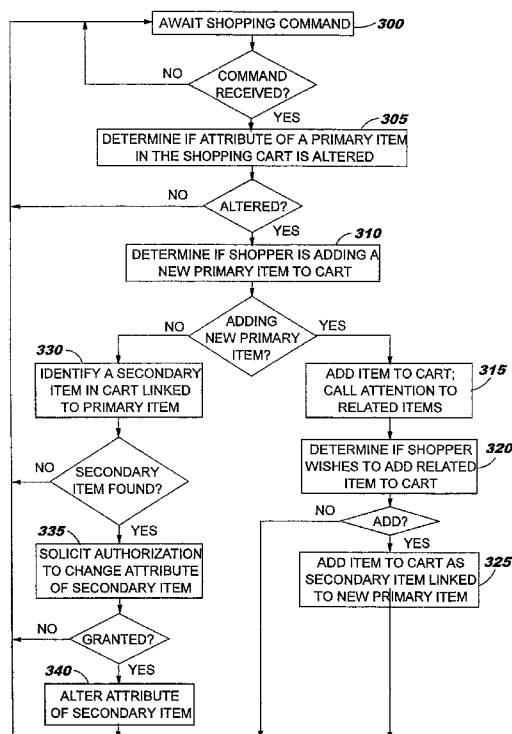 AWAIT SHOPPING COMMAND
300
NO
COMMAND
RECEIVED?
YES
305
DETERMINE IF ATTRIBUTE OF A PRIMARY ITEM
IN THE SHOPPING CART IS ALTERED
NO
ALTERED?
YES
310
DETERMINE IF SHOPPER IS ADDING A
NEW PRIMARY ITEM TO CART
NO
ADDING
NEW PRIMARY
ITEM?
YES
330
IDENTIFY A SECONDARY
ITEM IN CART LINKED
TO PRIMARY ITEM
ADD ITEM TO CART;
CALL ATTENTION TO
RELATED ITEMS
315
DETERMINE IF SHOPPER
WISHES TO ADD RELATED
ITEM TO CART
320
NO
SECONDARY
ITEM FOUND?
YES
NO
ADD?
YES
335
SOLICIT AUTHORIZATION
TO CHANGE ATTRIBUTE
OF SECONDARY ITEM
ADD ITEM TO CART AS
SECONDARY ITEM LINKED
TO NEW PRIMARY ITEM
325
NO
GRANTED?
YES
340
ALTER ATTRIBUTE
OF SECONDARY ITEM